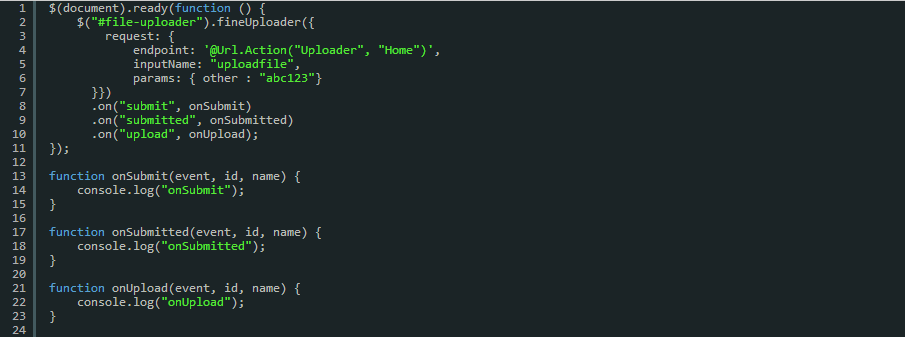 1 $(document).ready(function () {
2     $("#file-uploader").fineUploader({
3         request: {
4             endpoint: '@Url.Action("Uploader", "Home")',
5             inputName: "uploadfile",
6             params: { other : "abc123"}
7       }})
8       .on("submit", onSubmit)
9       .on("submitted", onSubmitted)
10       .on("upload", onUpload);
11 });
12
13 function onSubmit(event, id, name) {
14     console.log("onSubmit");
15 }
16
17 function onSubmitted(event, id, name) {
18     console.log("onSubmitted");
19 }
20
21 function onUpload(event, id, name) {
22     console.log("onUpload");
23 }
24